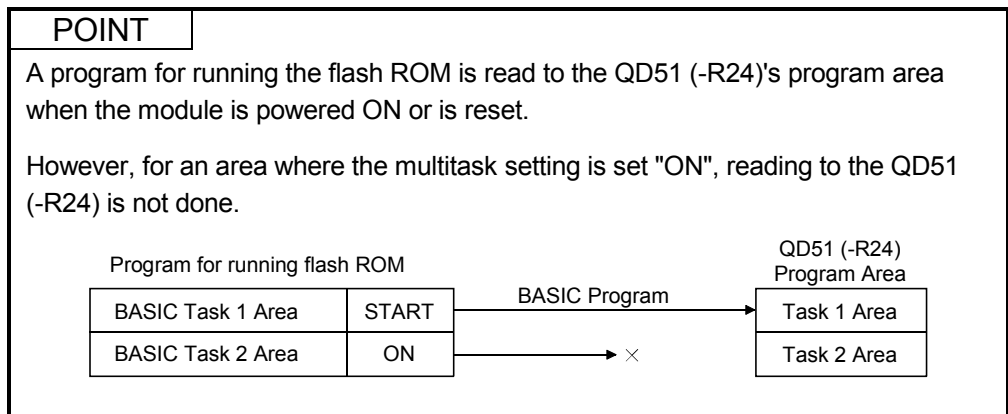 POINT
A program for running the flash ROM is read to the QD51 (-R24)'s program area
when the module is powered ON or is reset.
However, for an area where the multitask setting is set "ON", reading to the QD51
(-R24) is not done.
QD51 (-R24)
Program for running flash ROM
Program Area
BASIC Program
BASIC Task 1 Area START Task 1 Area
BASIC Task 2 Area ON × Task 2 Area